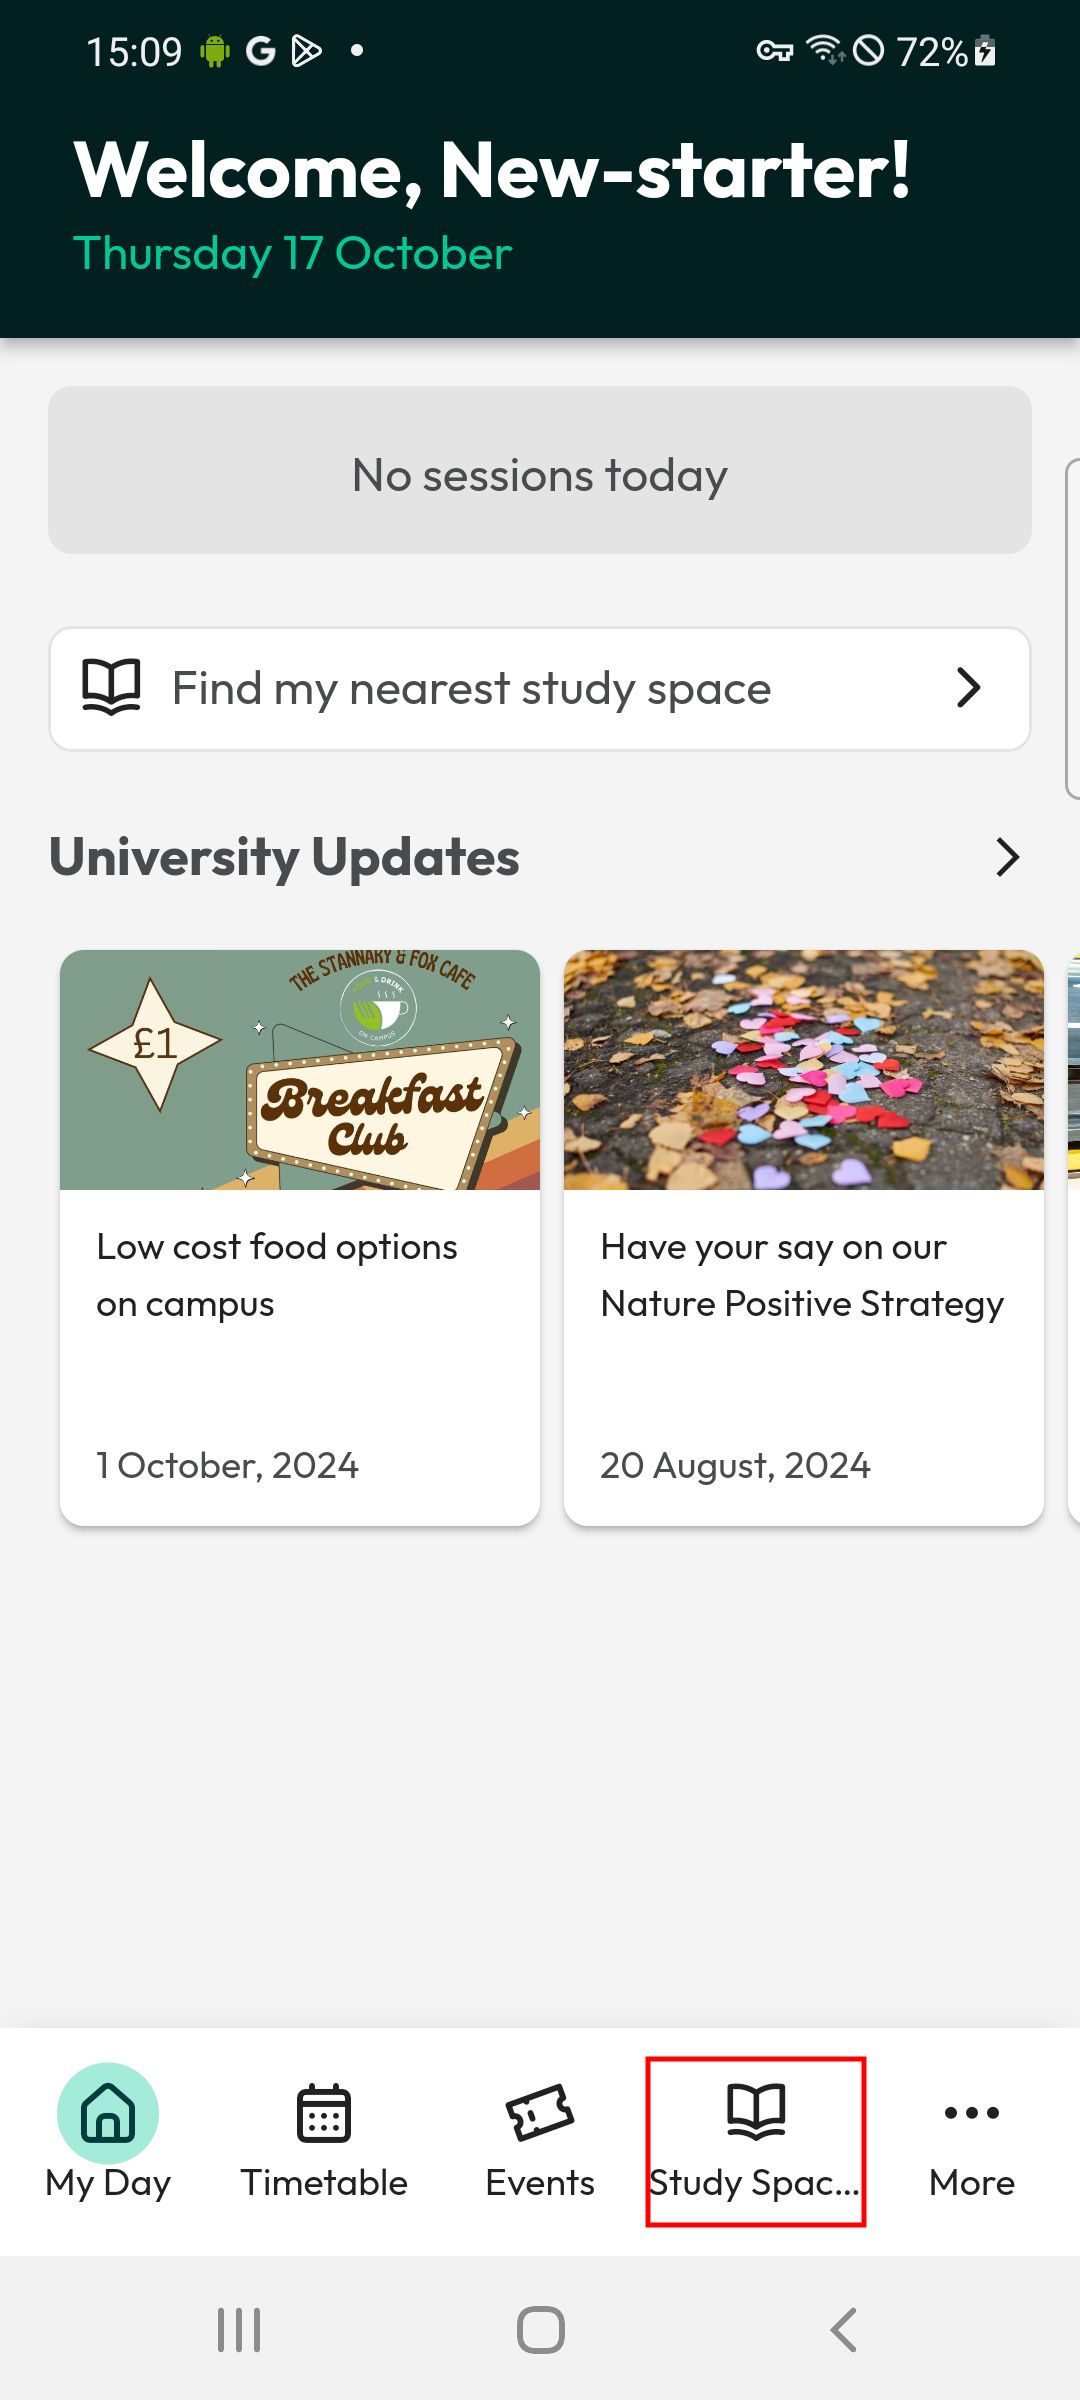 15:09
72%
Welcome, New-starter!
Thursday 17 October
No sessions today
Find my nearest study space
University Updates
THE STANNARY & FOX CAFE
FOOD & DRINK
ON CAMPUS
£1
Breakfast
Club
Low cost food options
on campus
1 October, 2024
Have your say on our
Nature Positive Strategy
20 August, 2024
My Day
Timetable
Events
Study Spac...
More